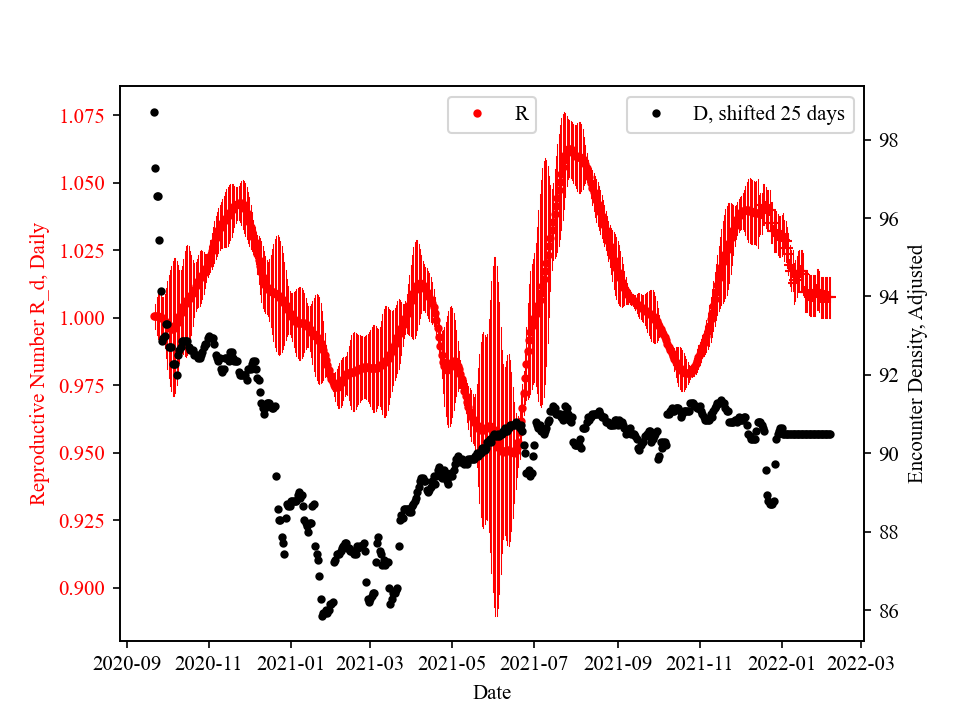 R
D, shifted 25 days
1.075
1.050
1.025
1.000
0.975
0.950
0.925
0.900
Reproductive Number R_d, Daily
98
96
94
92
90
88
86
Encounter Density, Adjusted
2020-09 2020-11 2021-01 2021-03 2021-05 2021-07 2021-09 2021-11 2022-01 2022-03
Date